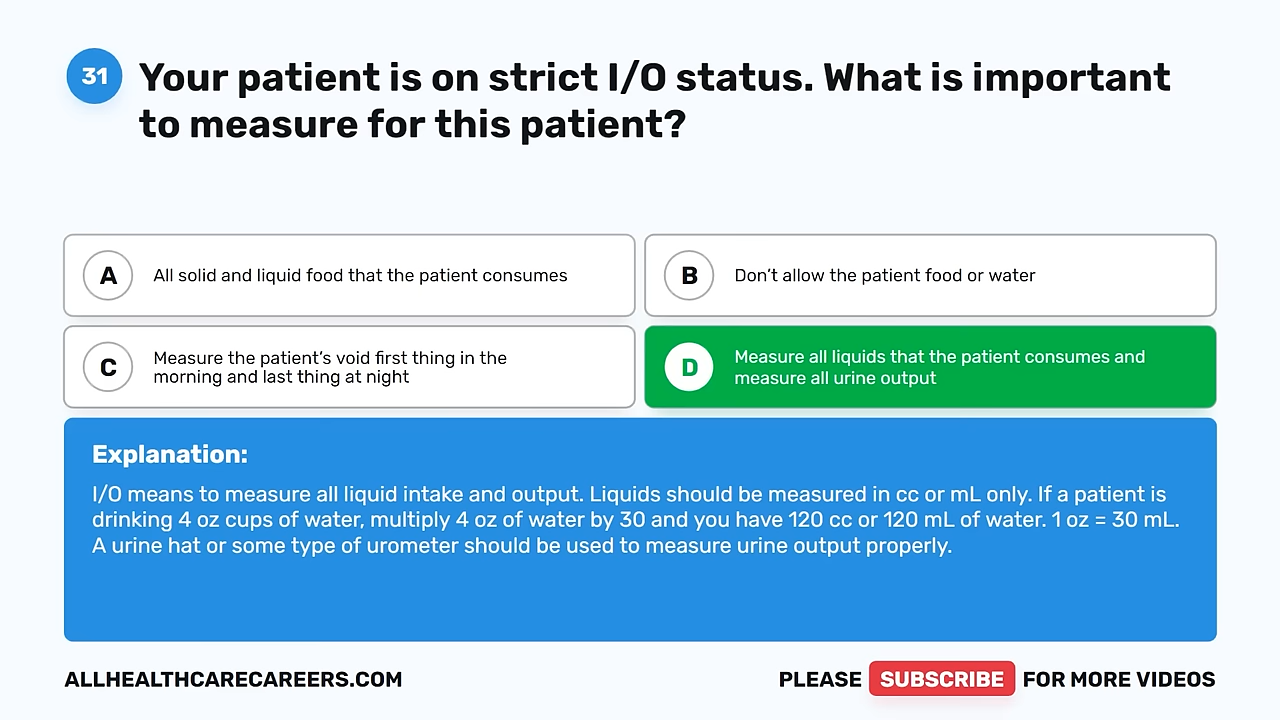 31
Your patient is on strict I/O status. What is important
to measure for this patient?
A
All solid and liquid food that the patient consumes
B
Don’t allow the patient food or water
C
Measure the patient’s void first thing in the
morning and last thing at night
D
Measure all liquids that the patient consumes and
measure all urine output
Explanation:
I/O means to measure all liquid intake and output. Liquids should be measured in cc or mL only. If a patient is
drinking 4 oz cups of water, multiply 4 oz of water by 30 and you have 120 cc or 120 mL of water. 1 oz = 30 mL.
A urine hat or some type of urometer should be used to measure urine output properly.
ALLHEALTHCARECAREERS.COM
PLEASE SUBSCRIBE FOR MORE VIDEOS